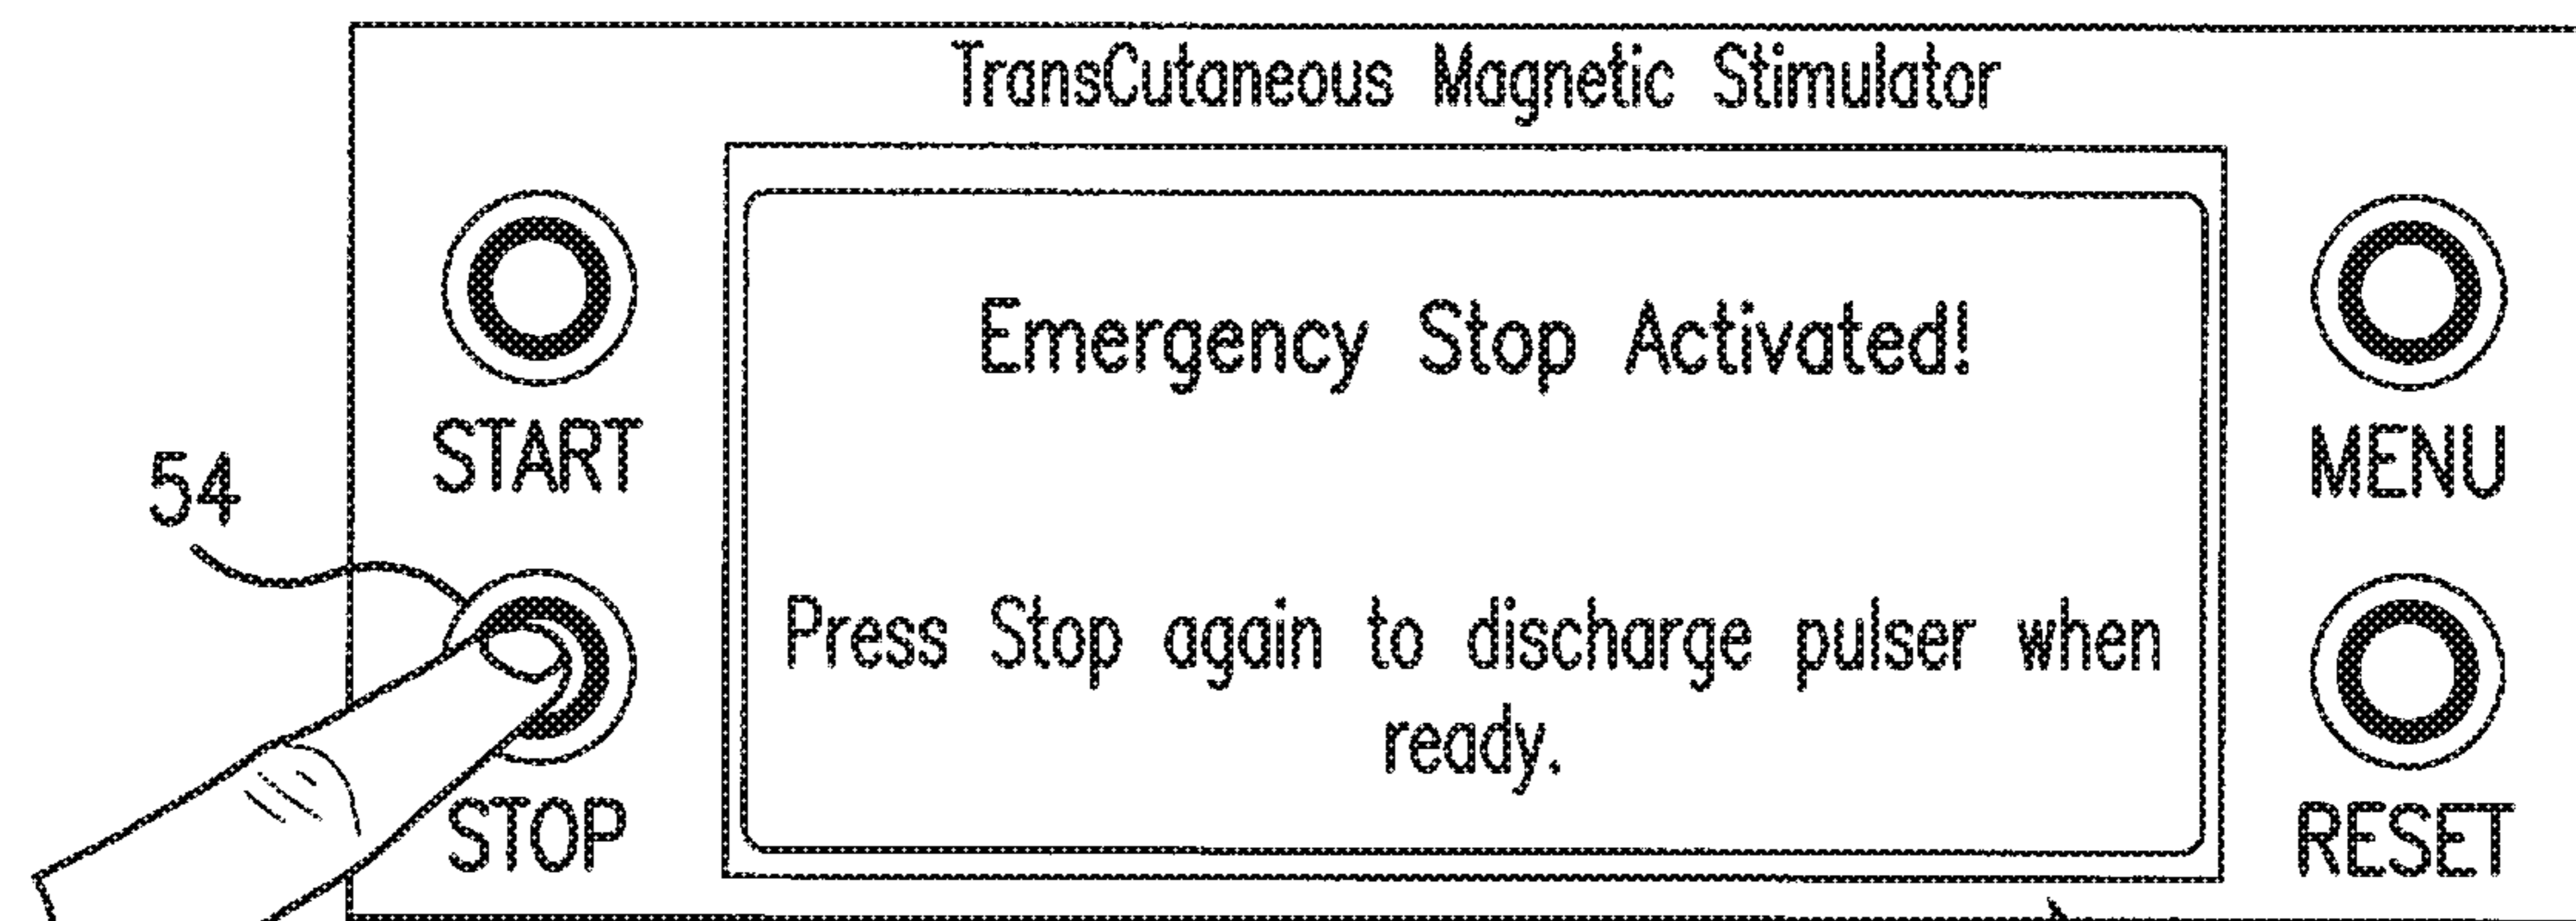 TransCutaneous Magnetic Stimulator
START
54
STOP
Emergency Stop Activated!
Press Stop again to discharge pulser when
ready.
MENU
RESET